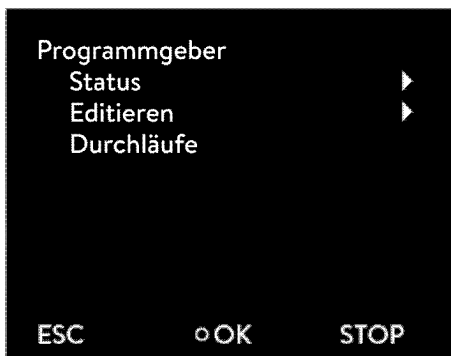 Programmgeber
Status
Editieren
Durchläufe
ESC OK STOP